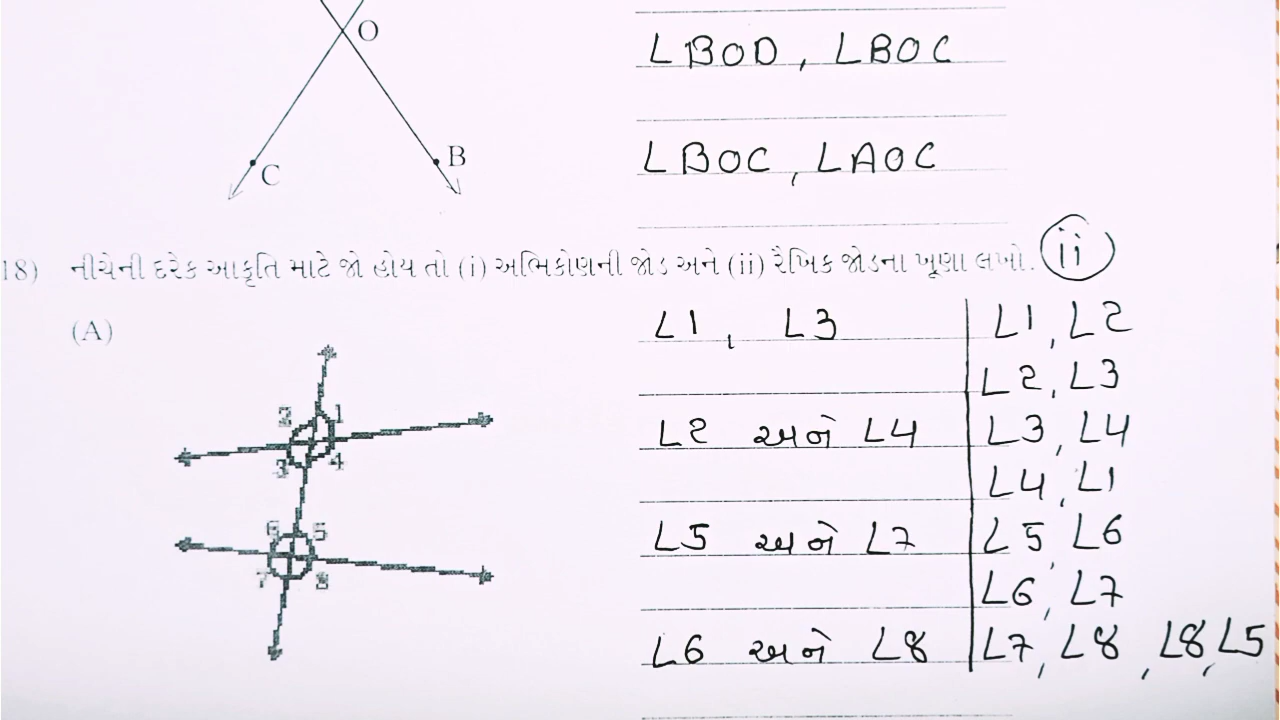 O
∠BOD, ∠BOC
B
C
∠BOC, ∠AOC
18) નીચેની દરેક આકૃતિ માટે જો હોય તો (i) અભિકોણની જોડ અને (ii) રૈખિક જોડના ખૂણા લખો. ii
(A)
∠1, ∠3
∠1, ∠2
∠2, ∠3
∠2 અને ∠4
∠3, ∠4
∠4, ∠1
∠5 અને ∠7
∠5, ∠6
∠6, ∠7
∠6 અને ∠8
∠7, ∠8, ∠8, ∠5
2 1
3 4
6 5
7 8